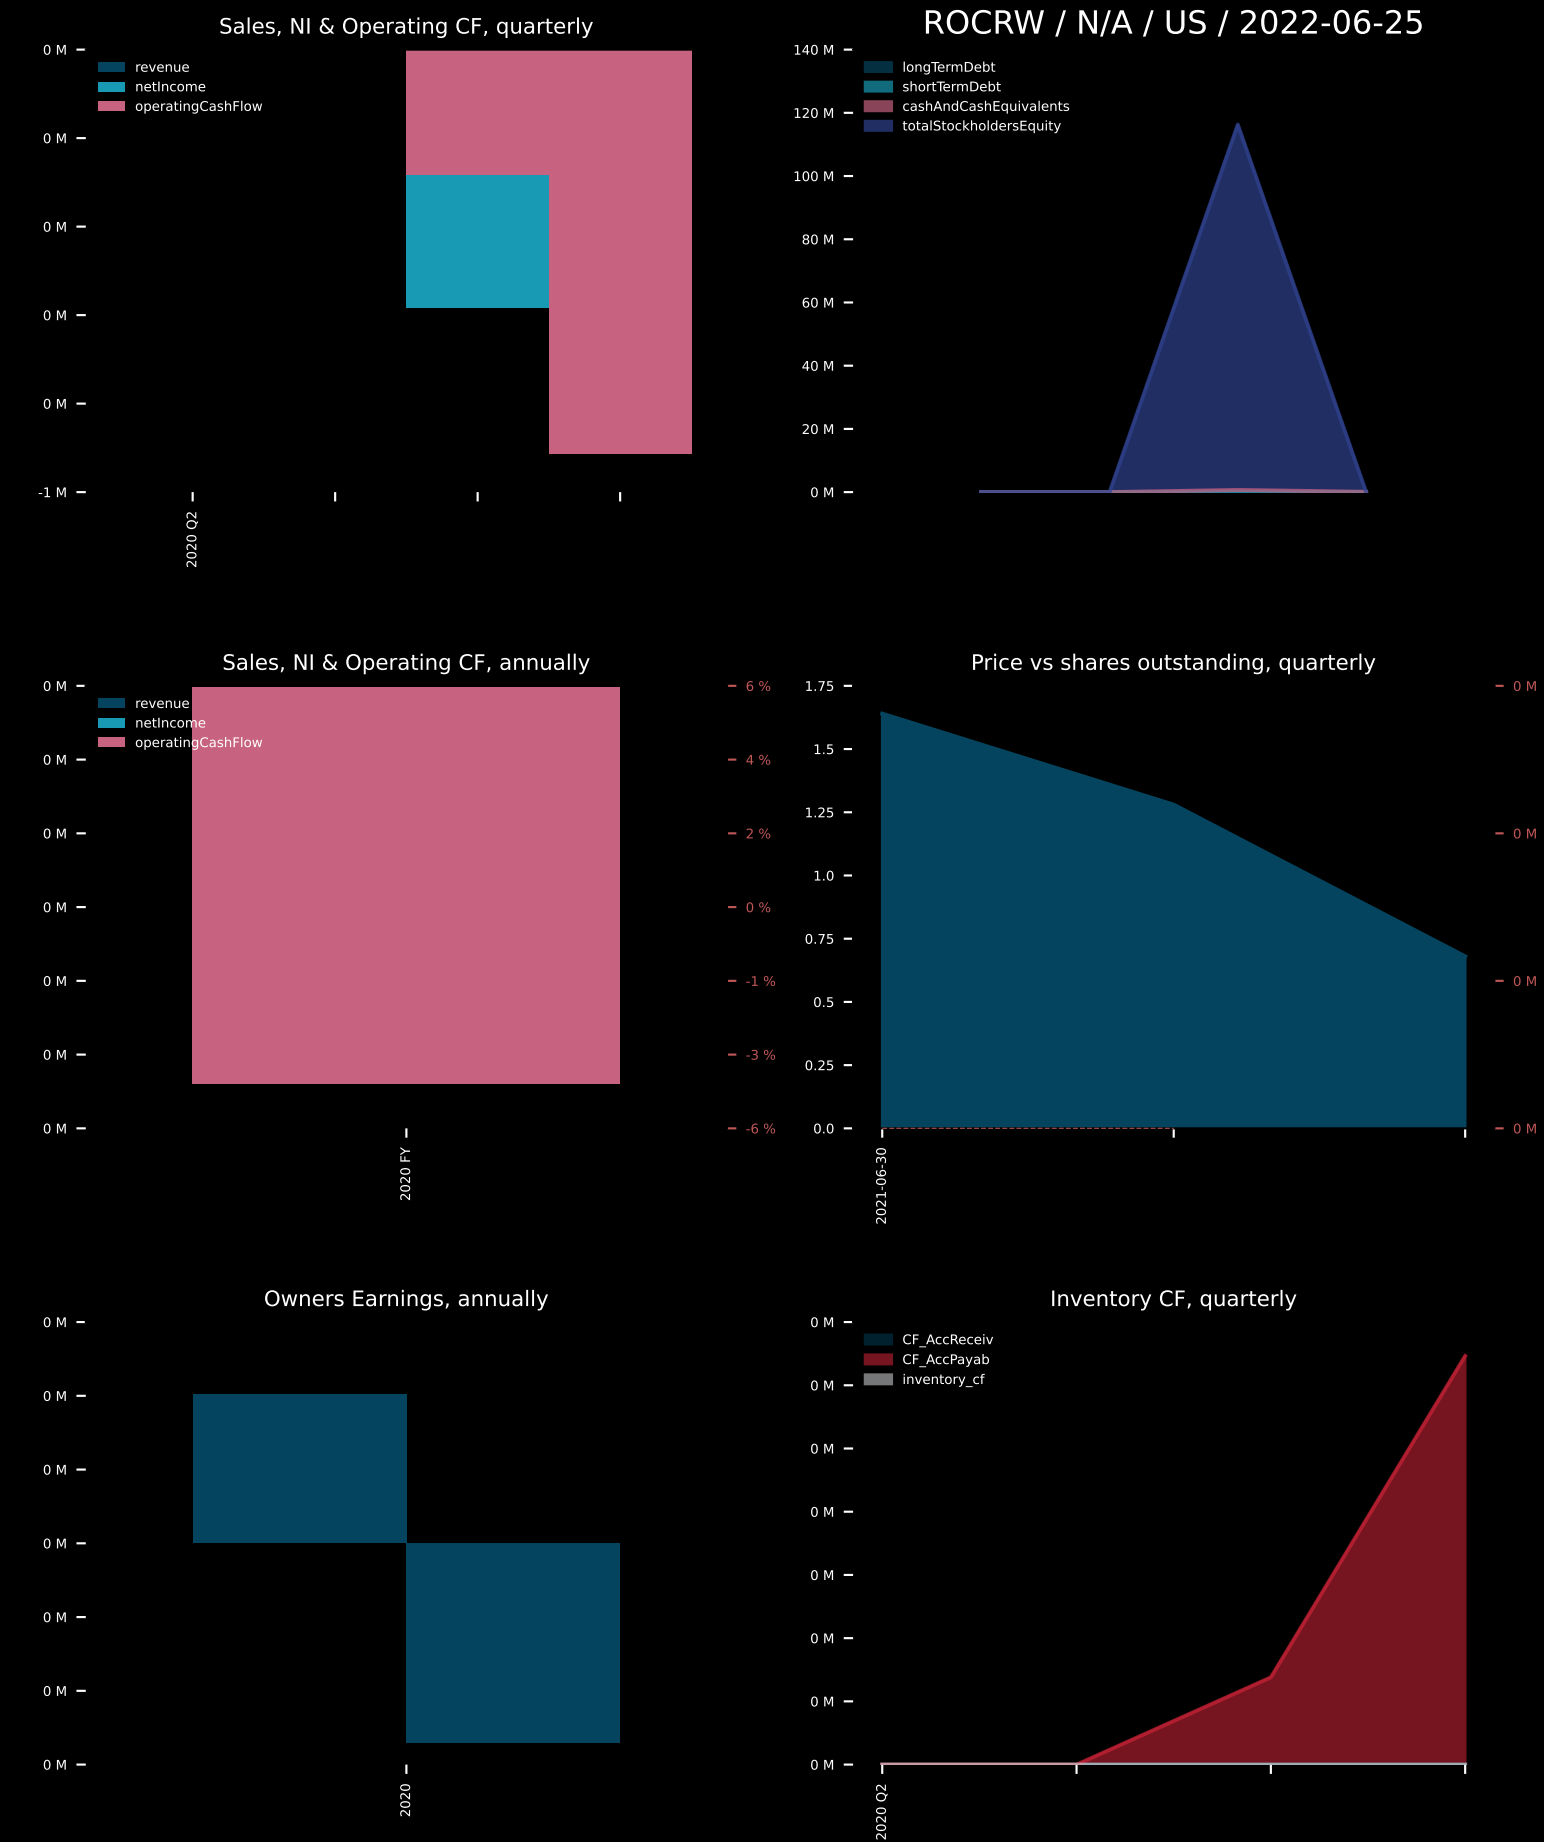 Sales, NI & Operating CF, quarterly
0 M
revenue
netIncome
operatingCashFlow
0 M
0 M
0 M
0 M
-1 M
2020 Q2
ROCRW / N/A / US / 2022-06-25
140 M
longTermDebt
shortTermDebt
cashAndCashEquivalents
totalStockholdersEquity
120 M
100 M
80 M
60 M
40 M
20 M
0 M
Sales, NI & Operating CF, annually
0 M
revenue
netIncome
operatingCashFlow
0 M
0 M
0 M
0 M
0 M
0 M
6 %
4 %
2 %
0 %
-1 %
-3 %
-6 %
2020 FY
Price vs shares outstanding, quarterly
1.75
1.5
1.25
1.0
0.75
0.5
0.25
0.0
0 M
0 M
0 M
0 M
2021-06-30
Owners Earnings, annually
0 M
0 M
0 M
0 M
0 M
0 M
0 M
2020
Inventory CF, quarterly
0 M
CF_AccReceiv
CF_AccPayab
inventory_cf
0 M
0 M
0 M
0 M
0 M
0 M
0 M
2020 Q2